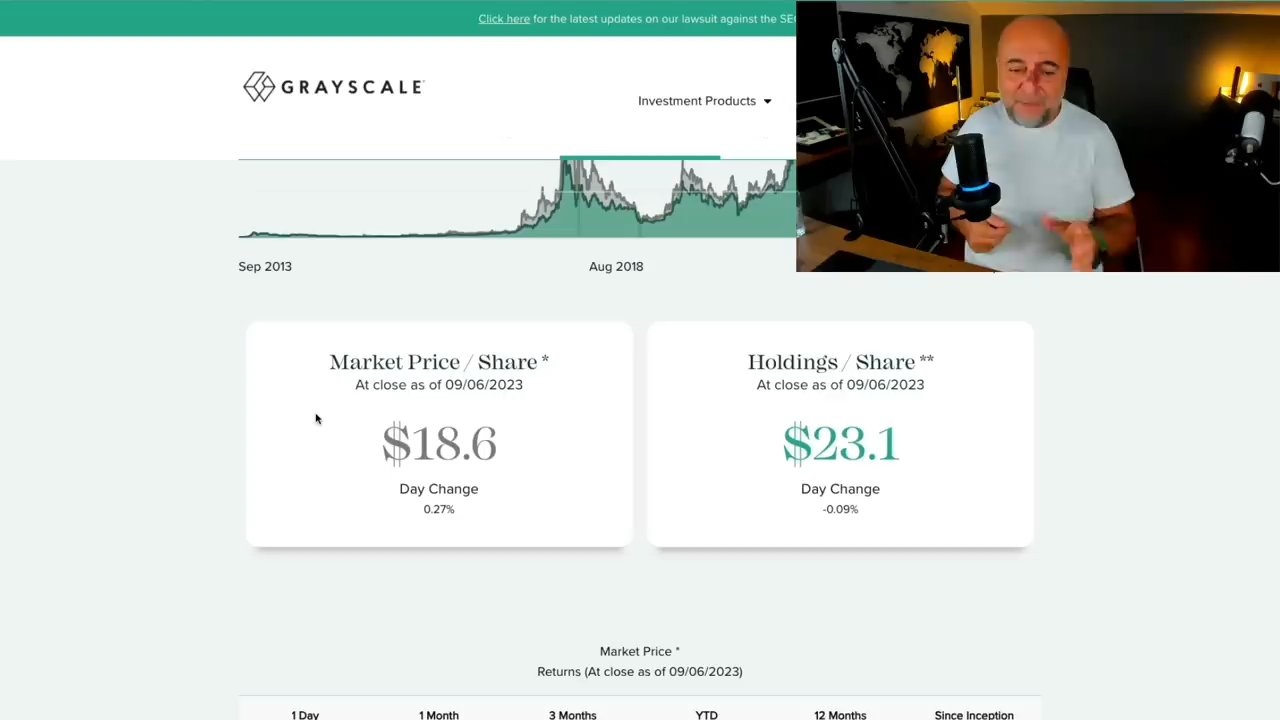 Click here for the latest updates on our lawsuit against the SEC
GRAYSCALE
Investment Products
Sep 2013
Aug 2018
Market Price / Share *
At close as of 09/06/2023
$18.6
Day Change
0.27%
Holdings / Share **
At close as of 09/06/2023
$23.1
Day Change
-0.09%
Market Price *
Returns (At close as of 09/06/2023)
1 Day 1 Month 3 Months YTD 12 Months Since Inception